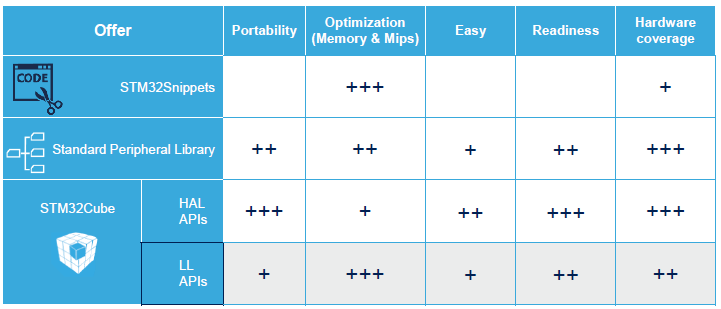 Offer
Portability
Optimization
(Memory & Mips)
Easy
Readiness
Hardware
coverage
CODE
STM32Snippets
+++
+
Standard Peripheral Library
++
++
+
++
+++
STM32Cube
HAL
APIs
+++
+
++
+++
+++
LL
APIs
+
+++
+
++
++